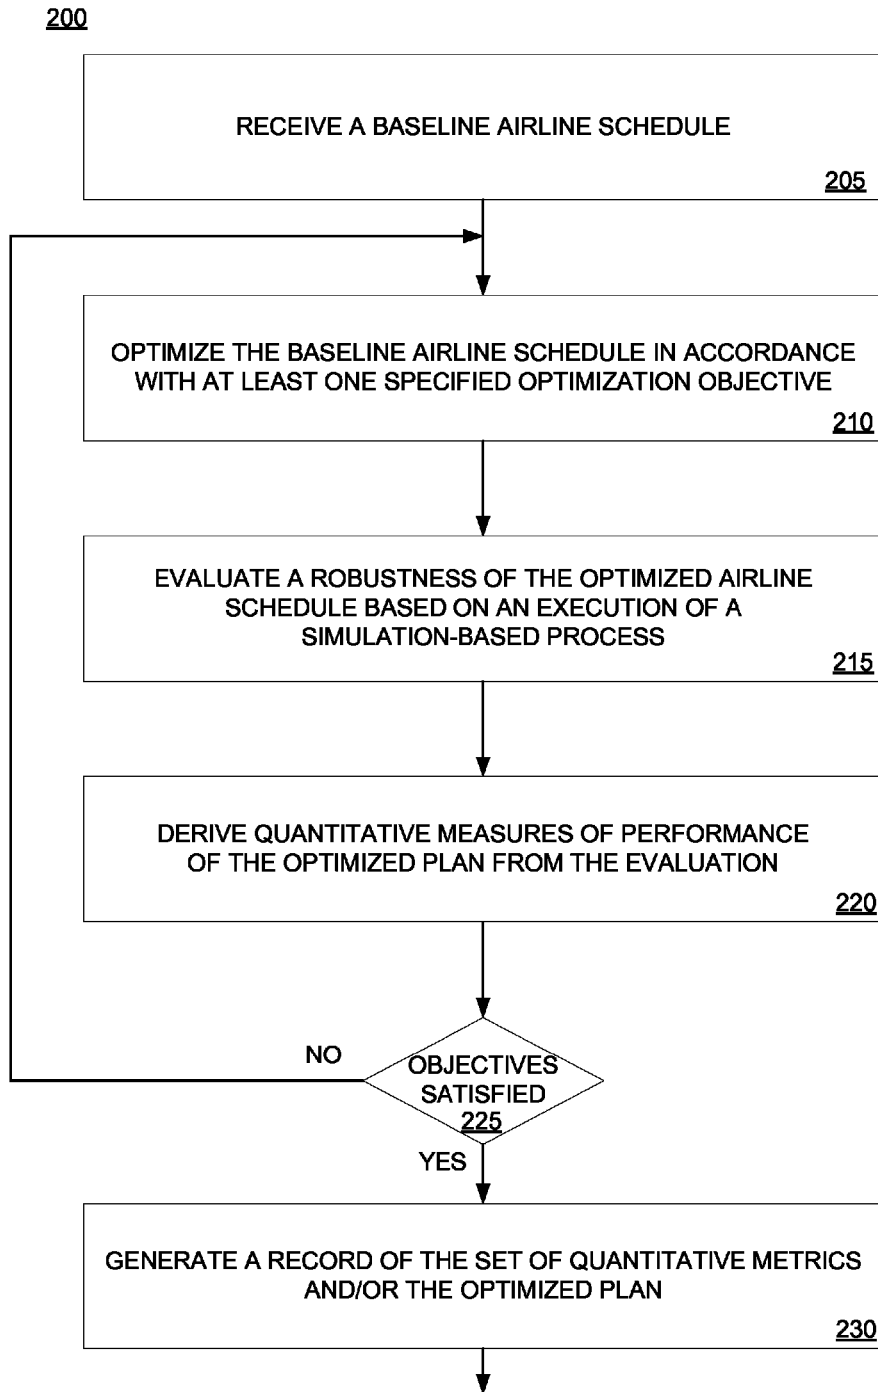 200
RECEIVE A BASELINE AIRLINE SCHEDULE
205
OPTIMIZE THE BASELINE AIRLINE SCHEDULE IN ACCORDANCE
WITH AT LEAST ONE SPECIFIED OPTIMIZATION OBJECTIVE
210
EVALUATE A ROBUSTNESS OF THE OPTIMIZED AIRLINE
SCHEDULE BASED ON AN EXECUTION OF A
SIMULATION-BASED PROCESS
215
DERIVE QUANTITATIVE MEASURES OF PERFORMANCE
OF THE OPTIMIZED PLAN FROM THE EVALUATION
220
NO
OBJECTIVES
SATISFIED
225
YES
GENERATE A RECORD OF THE SET OF QUANTITATIVE METRICS
AND/OR THE OPTIMIZED PLAN
230